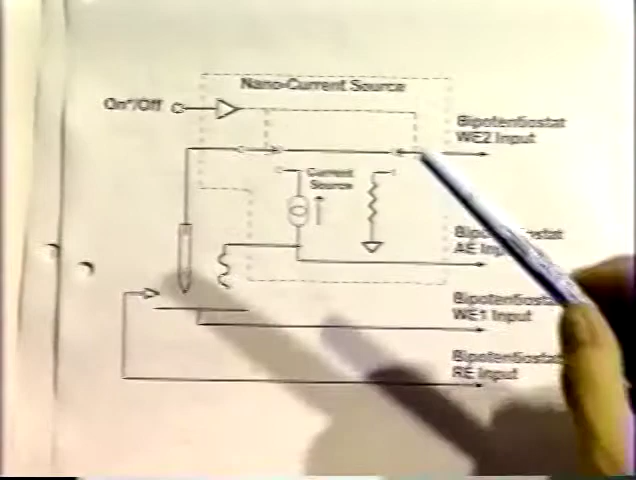 Nano-Current Source
On*/Off
Bipotentiostat
WE2 Input
Current
Source
Bipotentiostat
AE Input
Bipotentiostat
WE1 Input
Bipotentiostat
RE Input